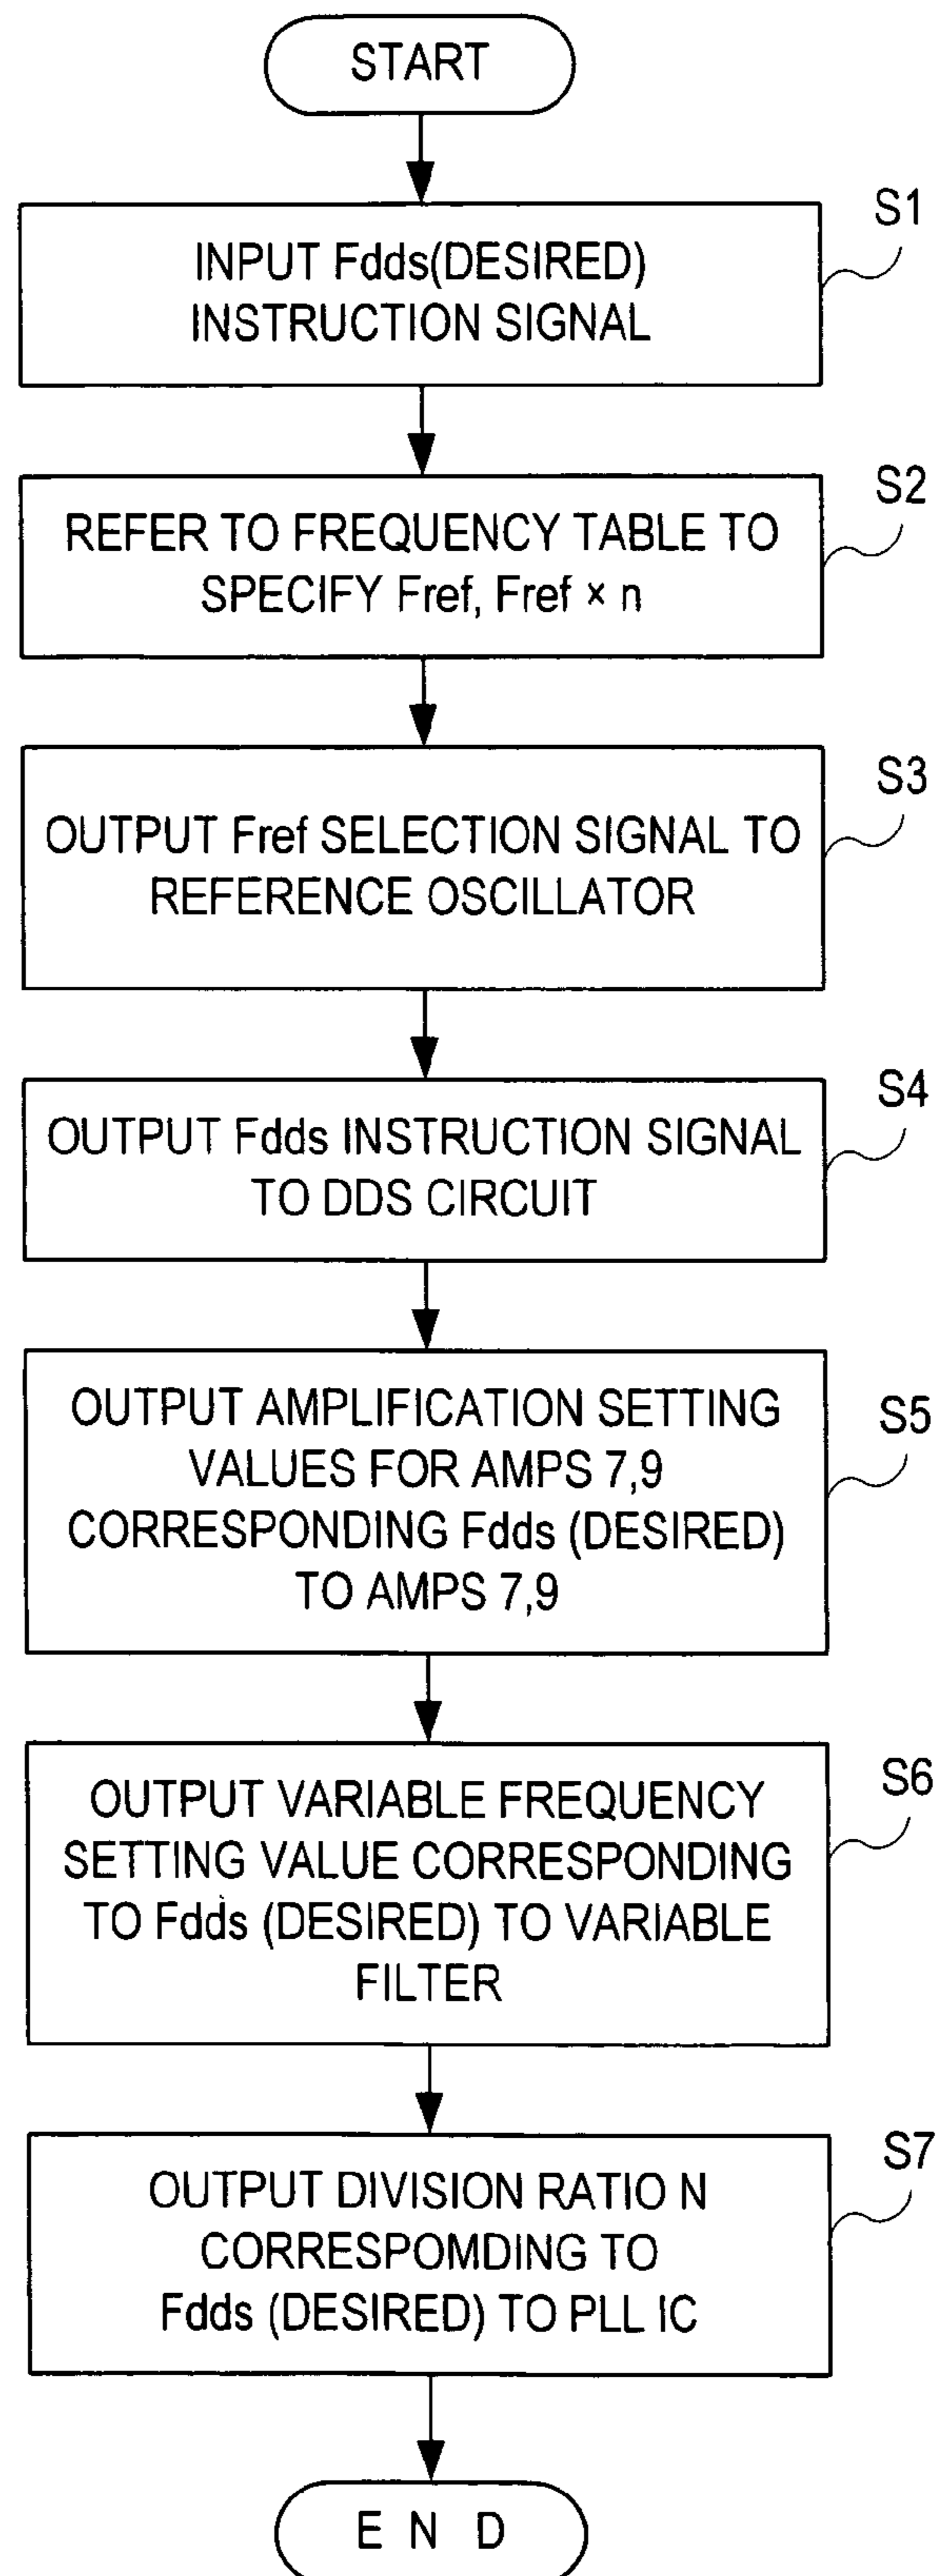 START
S1
INPUT Fdds(DESIRED)
INSTRUCTION SIGNAL
S2
REFER TO FREQUENCY TABLE TO
SPECIFY Fref, Fref × n
S3
OUTPUT Fref SELECTION SIGNAL TO
REFERENCE OSCILLATOR
S4
OUTPUT Fdds INSTRUCTION SIGNAL
TO DDS CIRCUIT
S5
OUTPUT AMPLIFICATION SETTING
VALUES FOR AMPS 7,9
CORRESPONDING Fdds (DESIRED)
TO AMPS 7,9
S6
OUTPUT VARIABLE FREQUENCY
SETTING VALUE CORRESPONDING
TO Fdds (DESIRED) TO VARIABLE
FILTER
S7
OUTPUT DIVISION RATIO N
CORRESPOMDING TO
Fdds (DESIRED) TO PLL IC
E N D